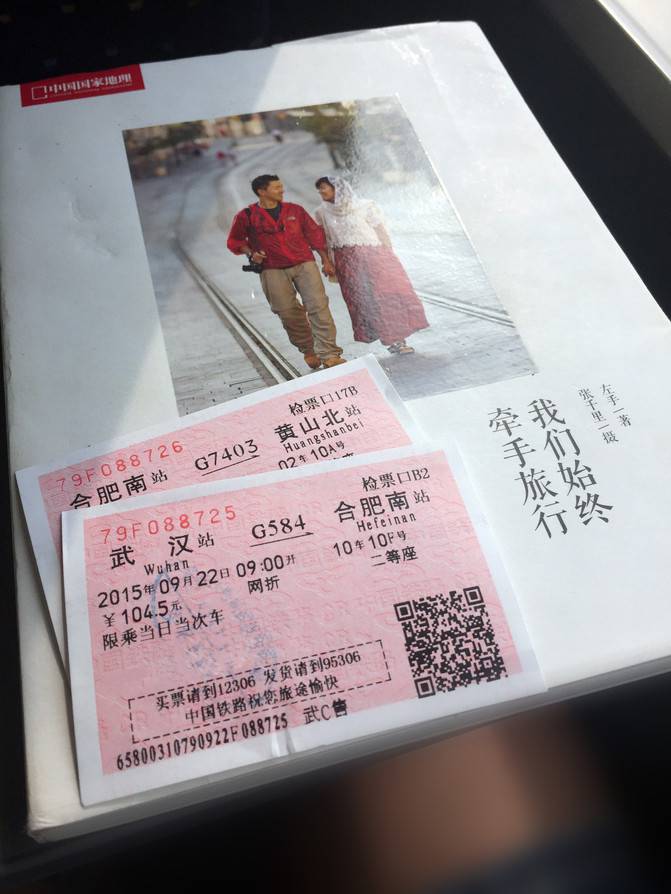 中国国家地理
左手一著
张千里一摄
我们始终
牵手旅行
79F088726
检票口17B
合肥南站
G7403
黄山北站
Huangshanbei
02车10A号
79F088725
检票口B2
武汉站
G584
合肥南站
Wuhan
Hefeinan
2015年09月22日09:00开
10车10F号
¥104.5元
网折
二等座
限乘当日当次车
买票请到12306 发货请到95306
中国铁路祝您旅途愉快
65800310790922F088725 武C售